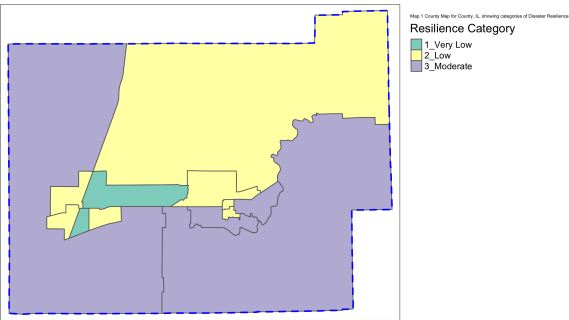 Map 1 County Map for County, IL, showing categories of Disaster Resilience
Resilience Category
1_Very Low
2_Low
3_Moderate